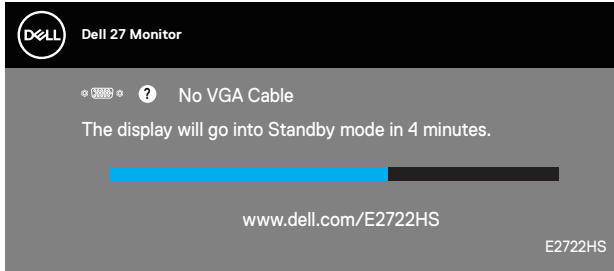 DELL
Dell 27 Monitor
? No VGA Cable
The display will go into Standby mode in 4 minutes.
www.dell.com/E2722HS
E2722HS